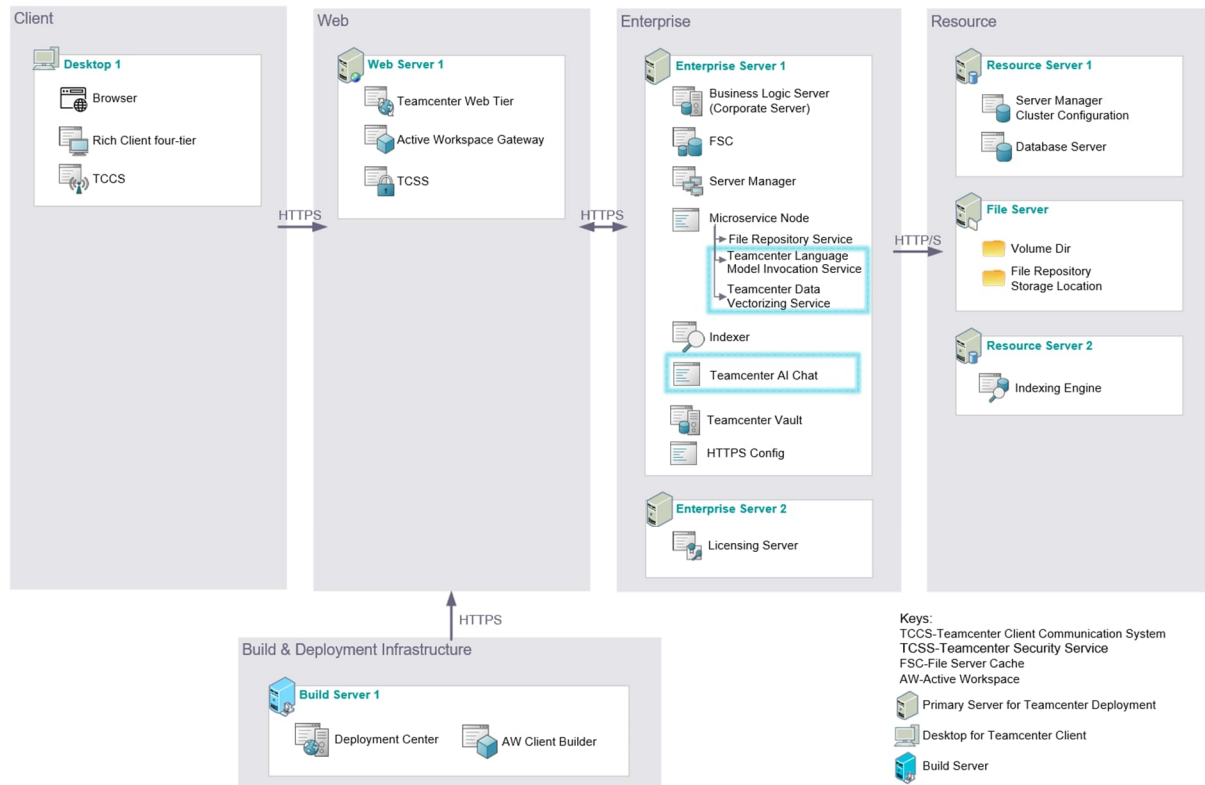 Client
Desktop 1
Browser
Rich Client four-tier
TCCS
HTTPS
Web
Web Server 1
Teamcenter Web Tier
Active Workspace Gateway
TCSS
HTTPS
Enterprise
Enterprise Server 1
Business Logic Server
(Corporate Server)
FSC
Server Manager
Microservice Node
File Repository Service
Teamcenter Language
Model Invocation Service
Teamcenter Data
Vectorizing Service
Indexer
Teamcenter AI Chat
Teamcenter Vault
HTTPS Config
Enterprise Server 2
Licensing Server
HTTP/S
Resource
Resource Server 1
Server Manager
Cluster Configuration
Database Server
File Server
Volume Dir
File Repository
Storage Location
Resource Server 2
Indexing Engine
HTTPS
Build & Deployment Infrastructure
Build Server 1
Deployment Center
AW Client Builder
Keys:
TCCS-Teamcenter Client Communication System
TCSS-Teamcenter Security Service
FSC-File Server Cache
AW-Active Workspace
Primary Server for Teamcenter Deployment
Desktop for Teamcenter Client
Build Server